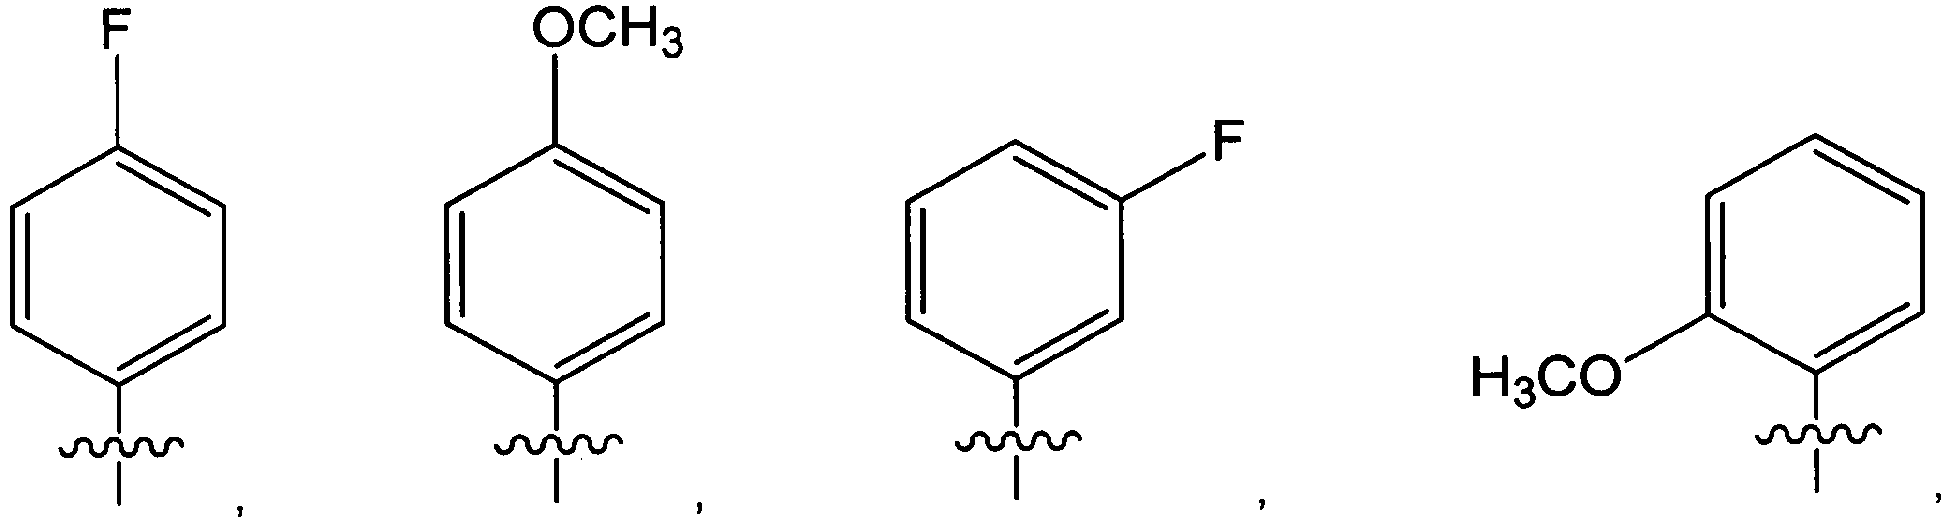 F
OCH3
F
H3CO
, , , ,